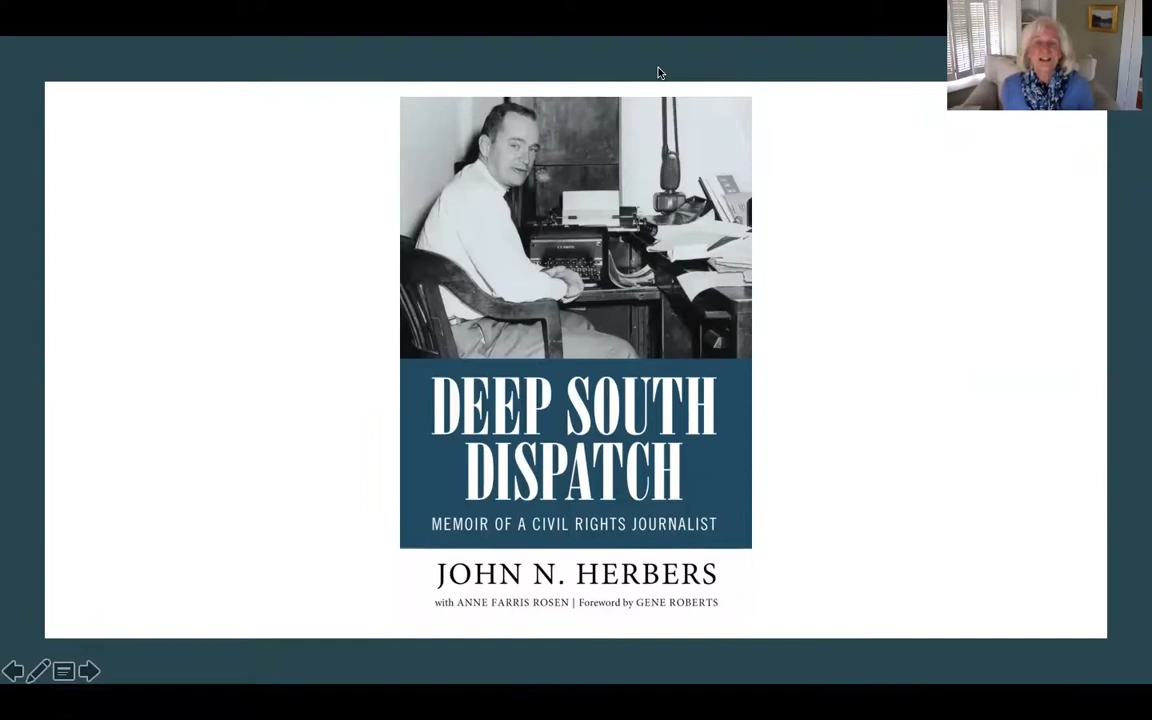 DEEP SOUTH
DISPATCH
MEMOIR OF A CIVIL RIGHTS JOURNALIST
JOHN N. HERBERS
with ANNE FARRIS ROSEN | Foreword by GENE ROBERTS